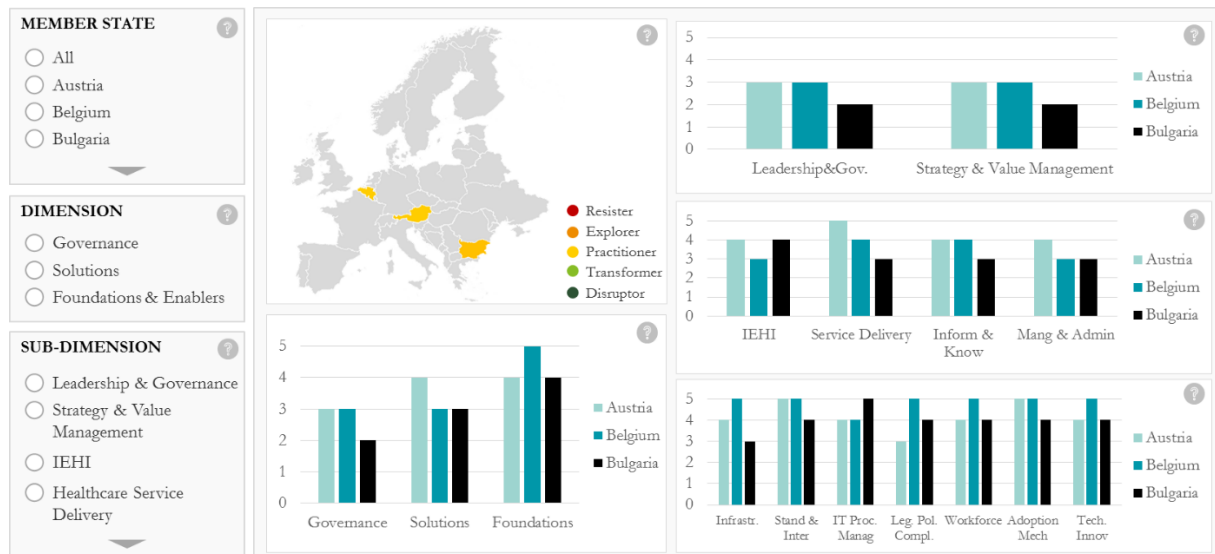 MEMBER STATE
?
All
Austria
Belgium
Bulgaria
DIMENSION
?
Governance
Solutions
Foundations & Enablers
SUB-DIMENSION
?
Leadership & Governance
Strategy & Value
Management
IEHI
Healthcare Service
Delivery
?
Resister
Explorer
Practitioner
Transformer
Disruptor
?
5
4
3
2
1
0
Governance
Solutions
Foundations
Austria
Belgium
Bulgaria
?
5
4
3
2
1
0
Leadership&Gov.
Strategy & Value Management
Austria
Belgium
Bulgaria
?
5
4
3
2
1
0
IEHI
Service Delivery
Inform &
Know
Mang & Admin
Austria
Belgium
Bulgaria
?
5
4
3
2
1
0
Infrastr.
Stand &
Inter
IT Proc.
Manag
Leg. Pol.
Compl.
Workforce
Adoption
Mech
Tech.
Innov
Austria
Belgium
Bulgaria